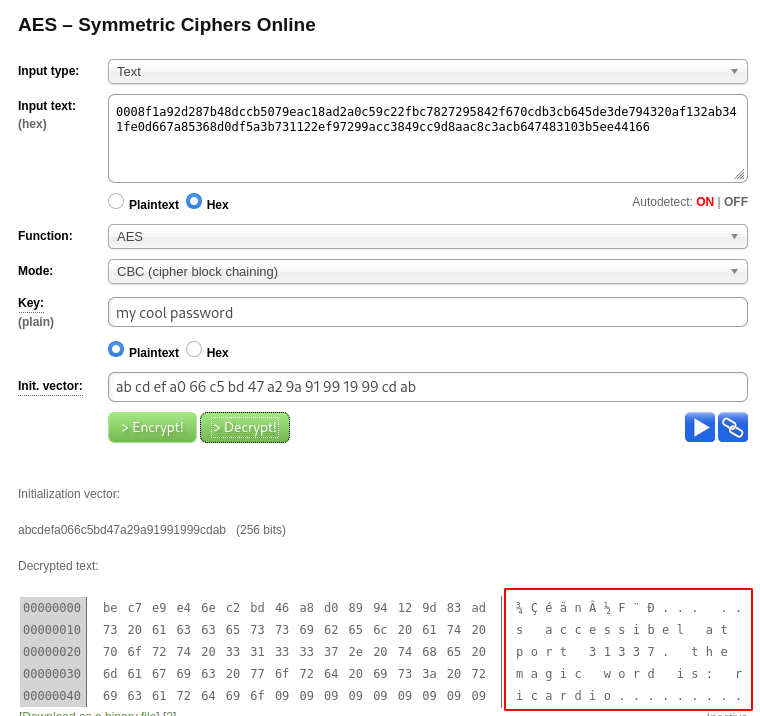 AES – Symmetric Ciphers Online
Input type:
Text
Input text:
(hex)
0008f1a92d287b48dccb5079eac18ad2a0c59c22fbc7827295842f670cdb3cb645de3de794320af132ab34
1fe0d667a85368d0df5a3b731122ef97299acc3849cc9d8aac8c3acb647483103b5ee44166
Plaintext Hex
Autodetect: ON | OFF
Function:
AES
Mode:
CBC (cipher block chaining)
Key:
(plain)
my cool password
Plaintext Hex
Init. vector:
ab cd ef a0 66 c5 bd 47 a2 9a 91 99 19 99 cd ab
> Encrypt! > Decrypt!
Initialization vector:
abcdefa066c5bd47a29a91991999cdab (256 bits)
Decrypted text:
00000000 be c7 e9 e4 6e c2 bd 46 a8 d0 89 94 12 9d 83 ad ¾ Ç é ä n Â ½ F ¨ Ð . . . . .
00000010 73 20 61 63 63 65 73 73 69 62 65 6c 20 61 74 20 s a c c e s s i b e l a t
00000020 70 6f 72 74 20 33 31 33 33 37 2e 20 74 68 65 20 p o r t 3 1 3 3 7 . t h e
00000030 6d 61 67 69 63 20 77 6f 72 64 20 69 73 3a 20 72 m a g i c w o r d i s : r
00000040 69 63 61 72 64 69 6f 09 09 09 09 09 09 09 09 09 i c a r d i o . . . . . . . . .
[Download as a binary file] [?]
Inactive